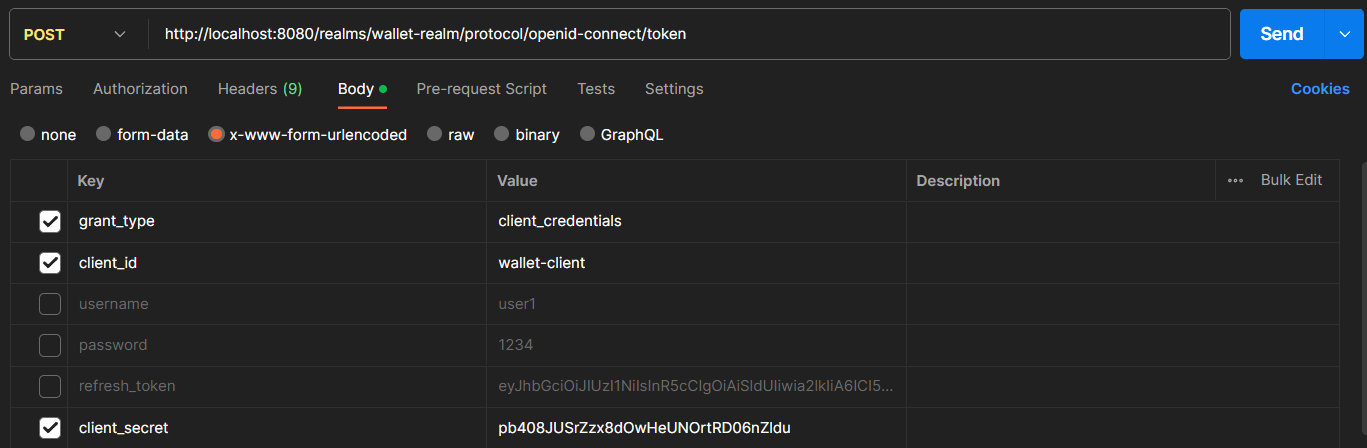 POST http://localhost:8080/realms/wallet-realm/protocol/openid-connect/token Send
Params Authorization Headers (9) Body Pre-request Script Tests Settings Cookies
none form-data x-www-form-urlencoded raw binary GraphQL
Key Value Description ••• Bulk Edit
grant_type client_credentials
client_id wallet-client
username user1
password 1234
refresh_token eyJhbGciOiJIUzI1NiIsInR5cCIgOiAiSldUIiwia2lkIiA6ICI5...
client_secret pb408JUSrZzx8dOwHeUNOrtRD06nZldu